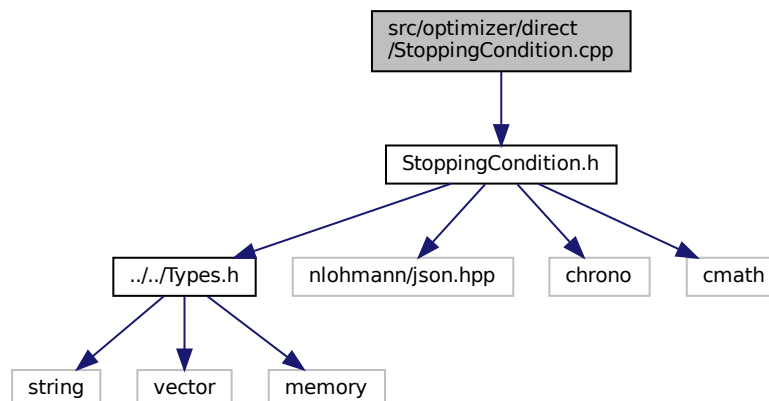 src/optimizer/direct
/StoppingCondition.cpp
StoppingCondition.h
../../Types.h
nlohmann/json.hpp
chrono
cmath
string
vector
memory